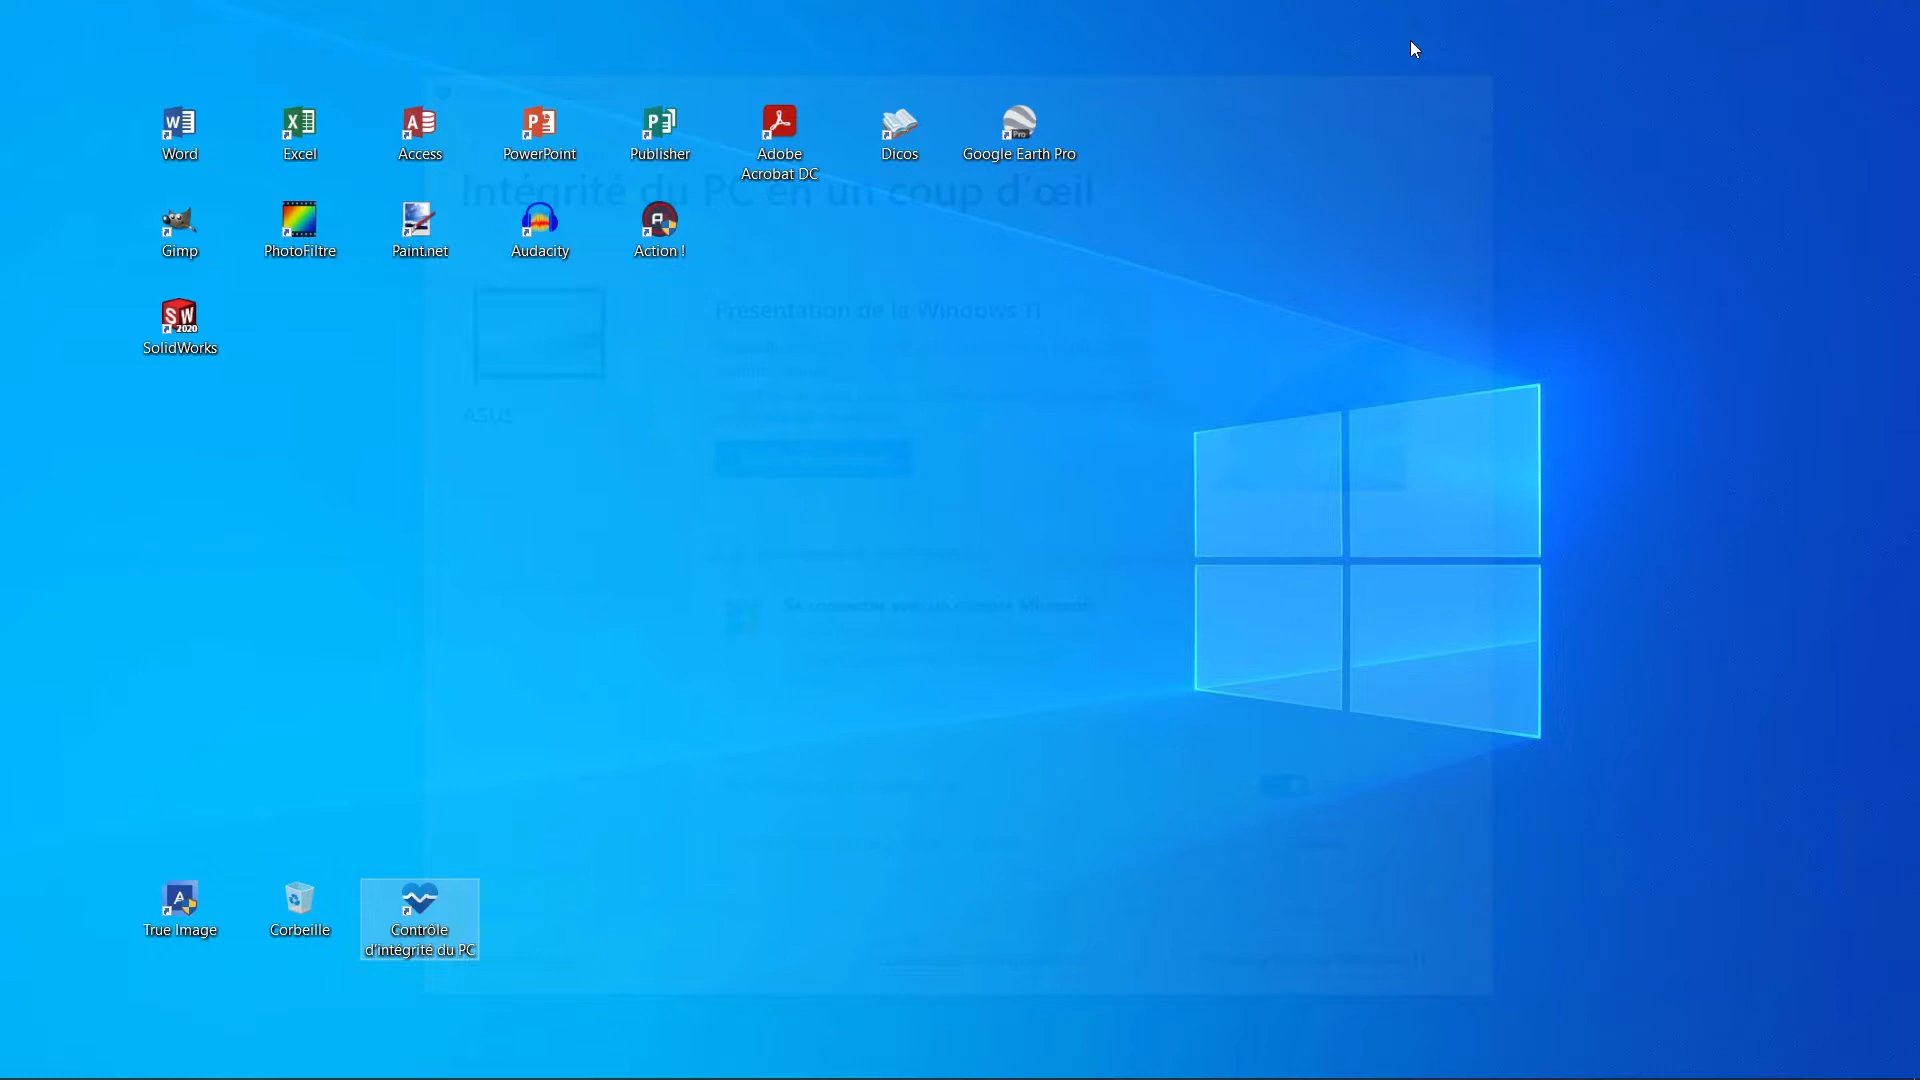 Word
Excel
Access
PowerPoint
Publisher
Adobe
Acrobat DC
Dicos
Google Earth Pro
Intégrité du PC en un coup d'œil
Gimp
PhotoFiltre
Paint.net
Audacity
Action !
Présentation de le Windows 11
SolidWorks
ASUS
Se connecter avec un compte Microsoft
True Image
Corbeille
Contrôle
d'intégrité du PC